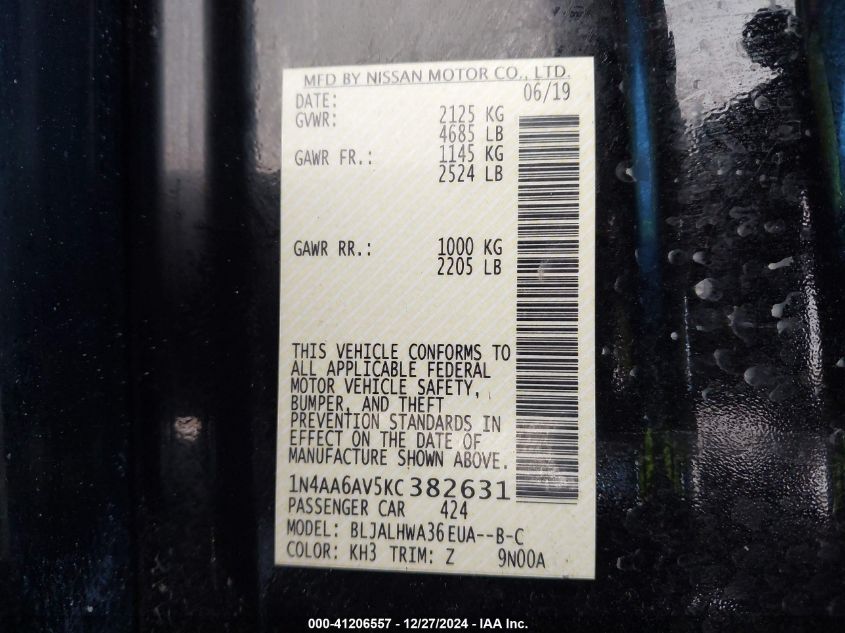 MFD BY NISSAN MOTOR CO., LTD.
DATE: 06/19
GVWR: 2125 KG
4685 LB
GAWR FR.: 1145 KG
2524 LB
GAWR RR.: 1000 KG
2205 LB
THIS VEHICLE CONFORMS TO
ALL APPLICABLE FEDERAL
MOTOR VEHICLE SAFETY,
BUMPER, AND THEFT
PREVENTION STANDARDS IN
EFFECT ON THE DATE OF
MANUFACTURE SHOWN ABOVE.
1N4AA6AV5KC382631
PASSENGER CAR 424
MODEL: BLJALHWA36EUA--B-C
COLOR: KH3 TRIM: Z 9N00A
000-41206557 - 12/27/2024 - IAA Inc.